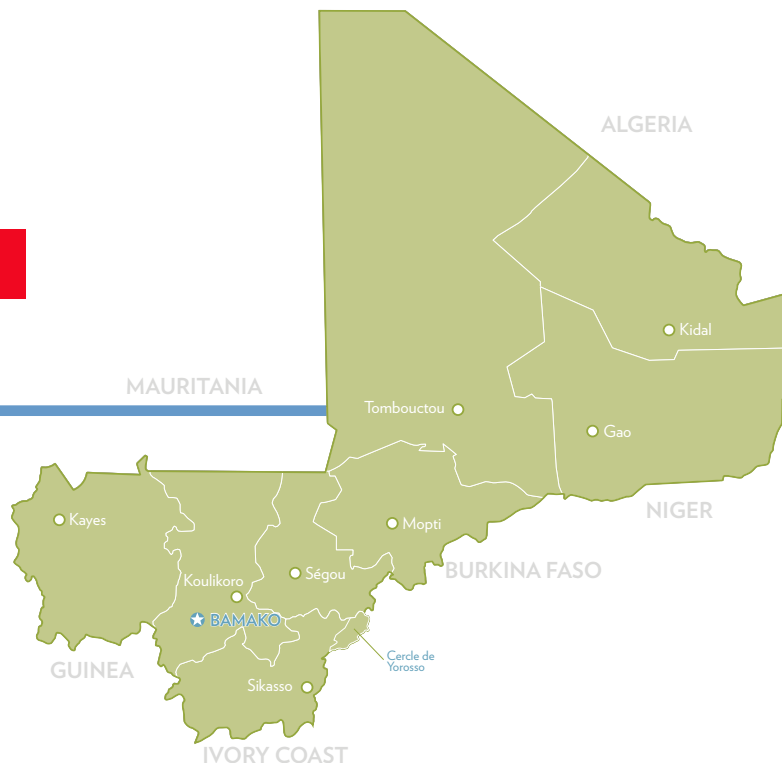 ALGERIA
Kidal
MAURITANIA
Tombouctou
Gao
NIGER
Kayes
Mopti
BURKINA FASO
Ségou
Koulikoro
BAMAKO
Cercle de
Yorosso
GUINEA
Sikasso
IVORY COAST